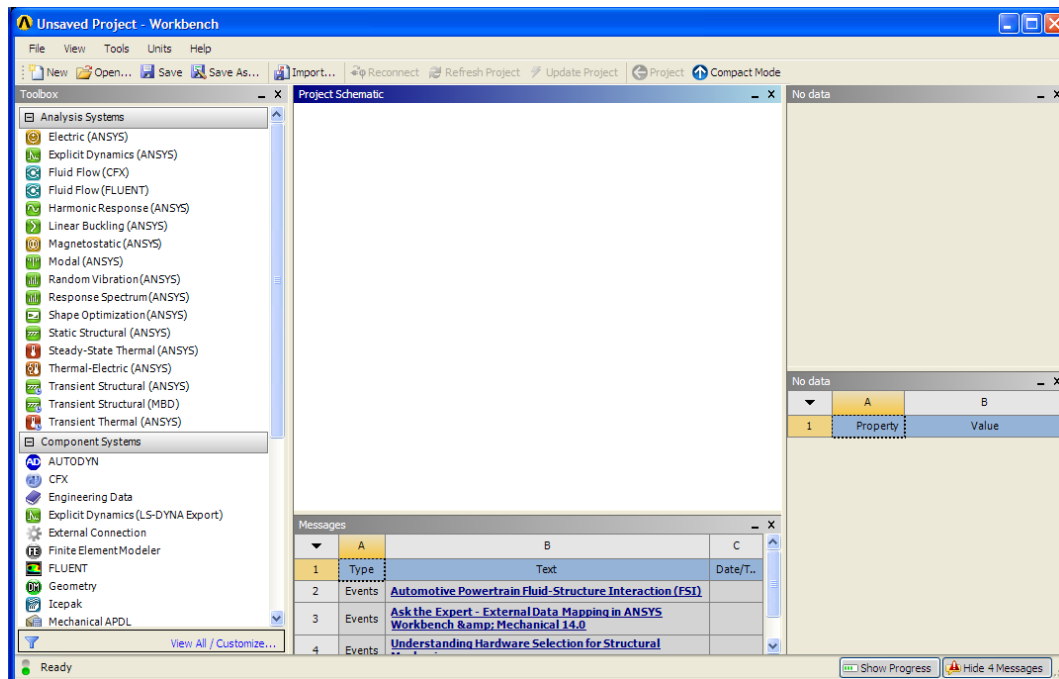 Unsaved Project - Workbench
File View Tools Units Help
New Open... Save Save As... Import... Reconnect Refresh Project Update Project Project Compact Mode
Toolbox
Analysis Systems
Electric (ANSYS)
Explicit Dynamics (ANSYS)
Fluid Flow (CFX)
Fluid Flow (FLUENT)
Harmonic Response (ANSYS)
Linear Buckling (ANSYS)
Magnetostatic (ANSYS)
Modal (ANSYS)
Random Vibration (ANSYS)
Response Spectrum (ANSYS)
Shape Optimization (ANSYS)
Static Structural (ANSYS)
Steady-State Thermal (ANSYS)
Thermal-Electric (ANSYS)
Transient Structural (ANSYS)
Transient Structural (MBD)
Transient Thermal (ANSYS)
Component Systems
AUTODYN
CFX
Engineering Data
Explicit Dynamics (LS-DYNA Export)
External Connection
Finite Element Modeler
FLUENT
Geometry
Icepak
Mechanical APDL
View All / Customize...
Project Schematic
Messages
A B C
1 Type Text Date/T..
2 Events Automotive Powertrain Fluid-Structure Interaction (FSI)
3 Events Ask the Expert - External Data Mapping in ANSYS
Workbench &amp; Mechanical 14.0
4 Events Understanding Hardware Selection for Structural
No data
No data
A B
1 Property Value
Ready
Show Progress Hide 4 Messages